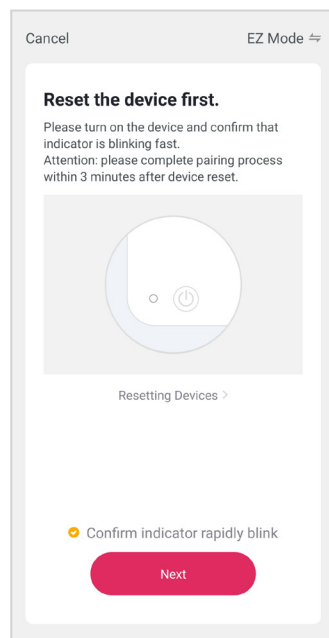 Cancel
EZ Mode
Reset the device first.
Please turn on the device and confirm that
indicator is blinking fast.
Attention: please complete pairing process
within 3 minutes after device reset.
Resetting Devices >
Confirm indicator rapidly blink
Next